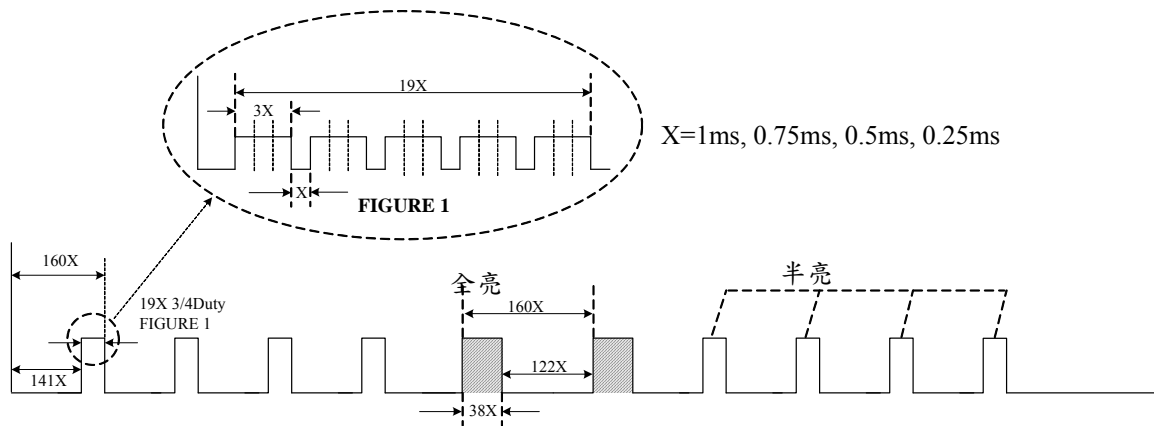 19X
3X
X=1ms, 0.75ms, 0.5ms, 0.25ms
X
FIGURE 1
160X
19X 3/4Duty
FIGURE 1
141X
全亮
160X
122X
38X
半亮